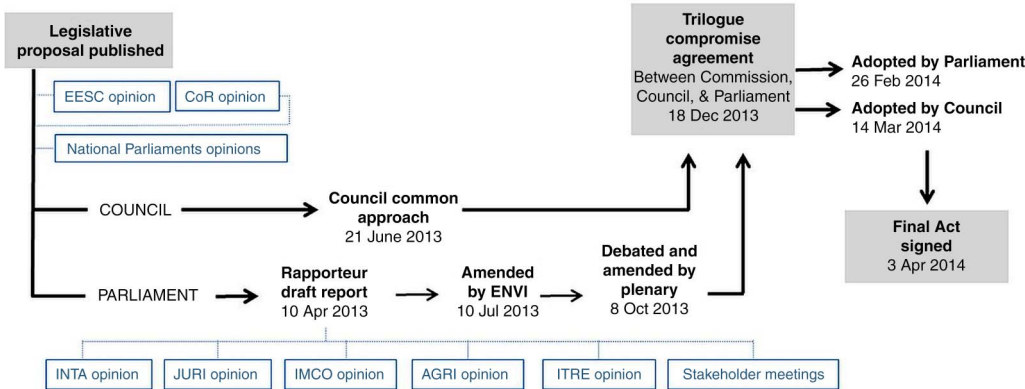 Legislative
proposal published
EESC opinion
CoR opinion
National Parliaments opinions
COUNCIL
Council common
approach
21 June 2013
PARLIAMENT
Rapporteur
draft report
10 Apr 2013
Amended
by ENVI
10 Jul 2013
Debated and
amended by
plenary
8 Oct 2013
INTA opinion
JURI opinion
IMCO opinion
AGRI opinion
ITRE opinion
Stakeholder meetings
Trilogue
compromise
agreement
Between Commission,
Council, & Parliament
18 Dec 2013
Adopted by Parliament
26 Feb 2014
Adopted by Council
14 Mar 2014
Final Act
signed
3 Apr 2014